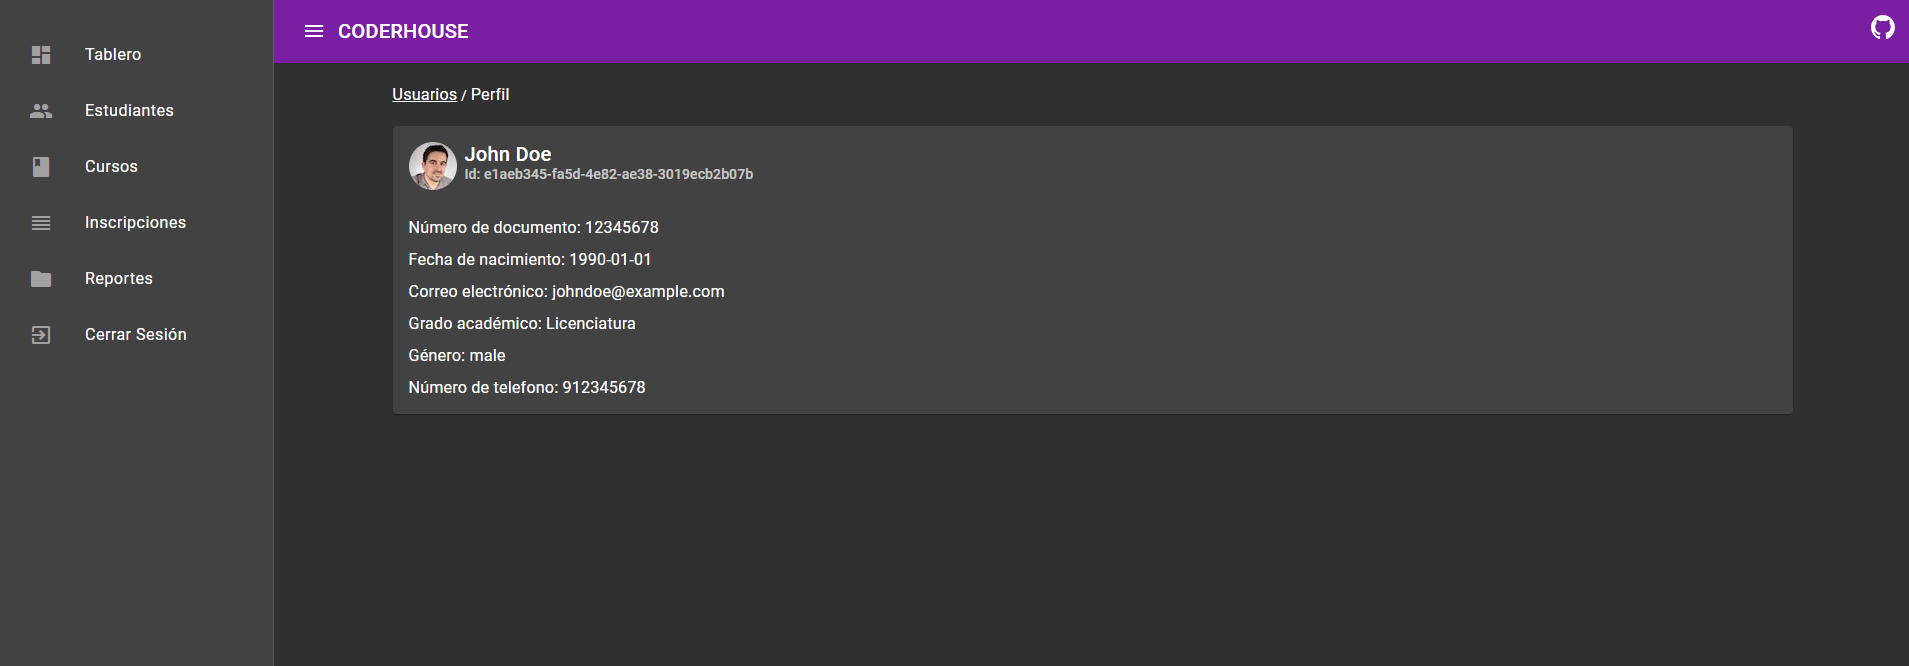 Tablero
Estudiantes
Cursos
Inscripciones
Reportes
Cerrar Sesión
CODERHOUSE
Usuarios / Perfil
John Doe
Id: e1aeb345-fa5d-4e82-ae38-3019ecb2b07b
Número de documento: 12345678
Fecha de nacimiento: 1990-01-01
Correo electrónico: johndoe@example.com
Grado académico: Licenciatura
Género: male
Número de telefono: 912345678